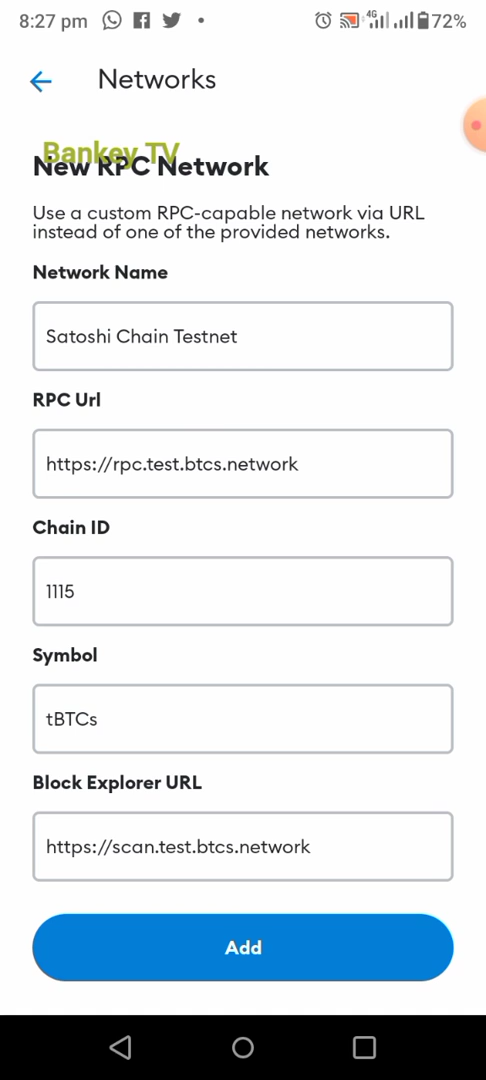 8:27 pm
4G
72%
Networks
Bankey TV
New RPC Network
Use a custom RPC-capable network via URL
instead of one of the provided networks.
Network Name
Satoshi Chain Testnet
RPC Url
https://rpc.test.btcs.network
Chain ID
1115
Symbol
tBTCs
Block Explorer URL
https://scan.test.btcs.network
Add